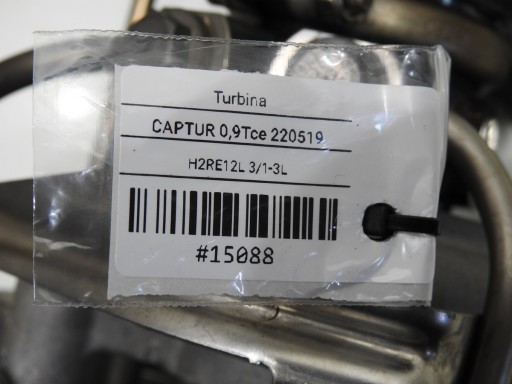 Turbina
CAPTUR 0,9Tce 220519
H2RE12L 3/1-3L
#15088